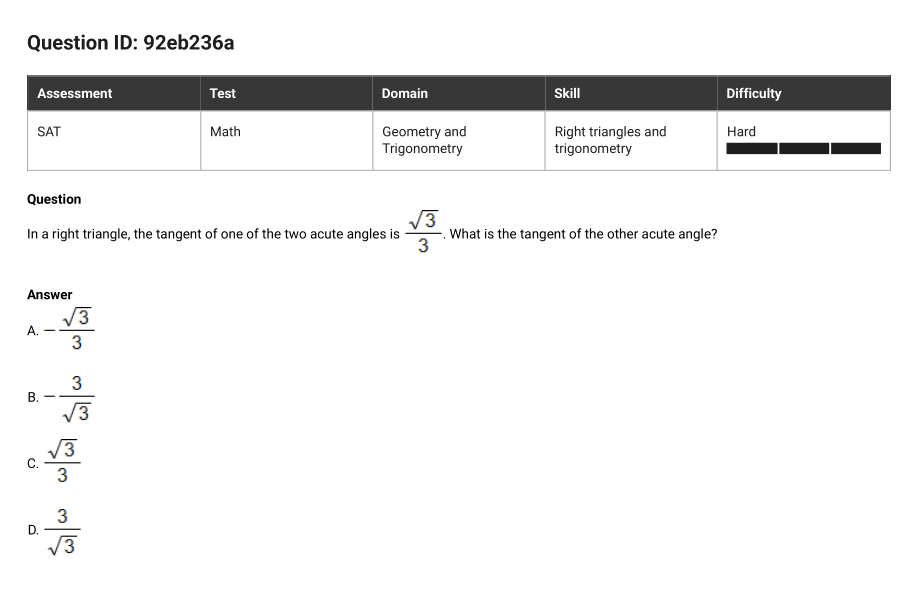 Question ID: 92eb236a
Assessment Test Domain Skill Difficulty
SAT Math Geometry and Trigonometry Right triangles and trigonometry Hard
Question
In a right triangle, the tangent of one of the two acute angles is √3/3. What is the tangent of the other acute angle?
Answer
A. −√3/3
B. −3/√3
C. √3/3
D. 3/√3